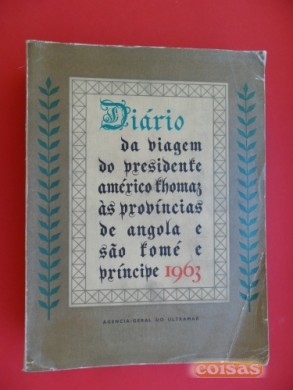 Diário
da viagem
do presidente
américo thomaz
às províncias
de angola e
são tomé e
príncipe 1963
AGENCIA-GERAL DO ULTRAMAR
coisas